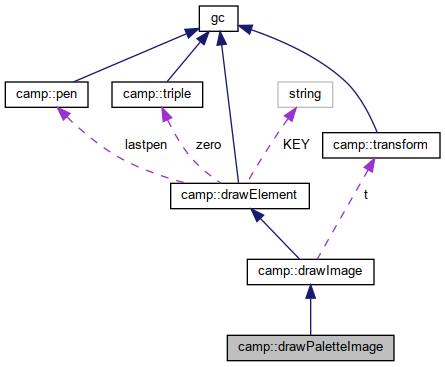 gc
camp::pen
camp::triple
string
camp::transform
lastpen
zero
KEY
camp::drawElement
t
camp::drawImage
camp::drawPaletteImage